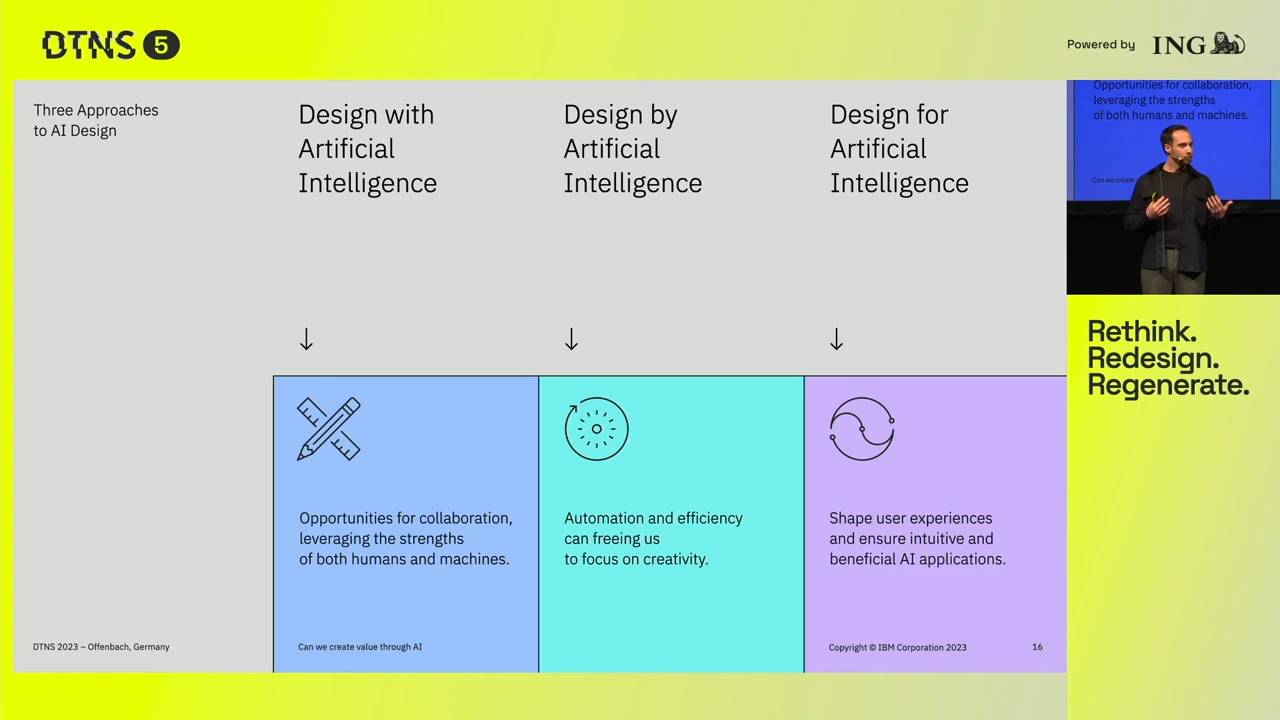 DTNS 5
Powered by ING
Three Approaches
to AI Design
Design with
Artificial
Intelligence
Design by
Artificial
Intelligence
Design for
Artificial
Intelligence
Opportunities for collaboration,
leveraging the strengths
of both humans and machines.
Automation and efficiency
can freeing us
to focus on creativity.
Shape user experiences
and ensure intuitive and
beneficial AI applications.
DTNS 2023 – Offenbach, Germany
Can we create value through AI
Copyright © IBM Corporation 2023
16
Opportunities for collaboration,
leveraging the strengths
of both humans and machines.
Can we create
Rethink.
Redesign.
Regenerate.